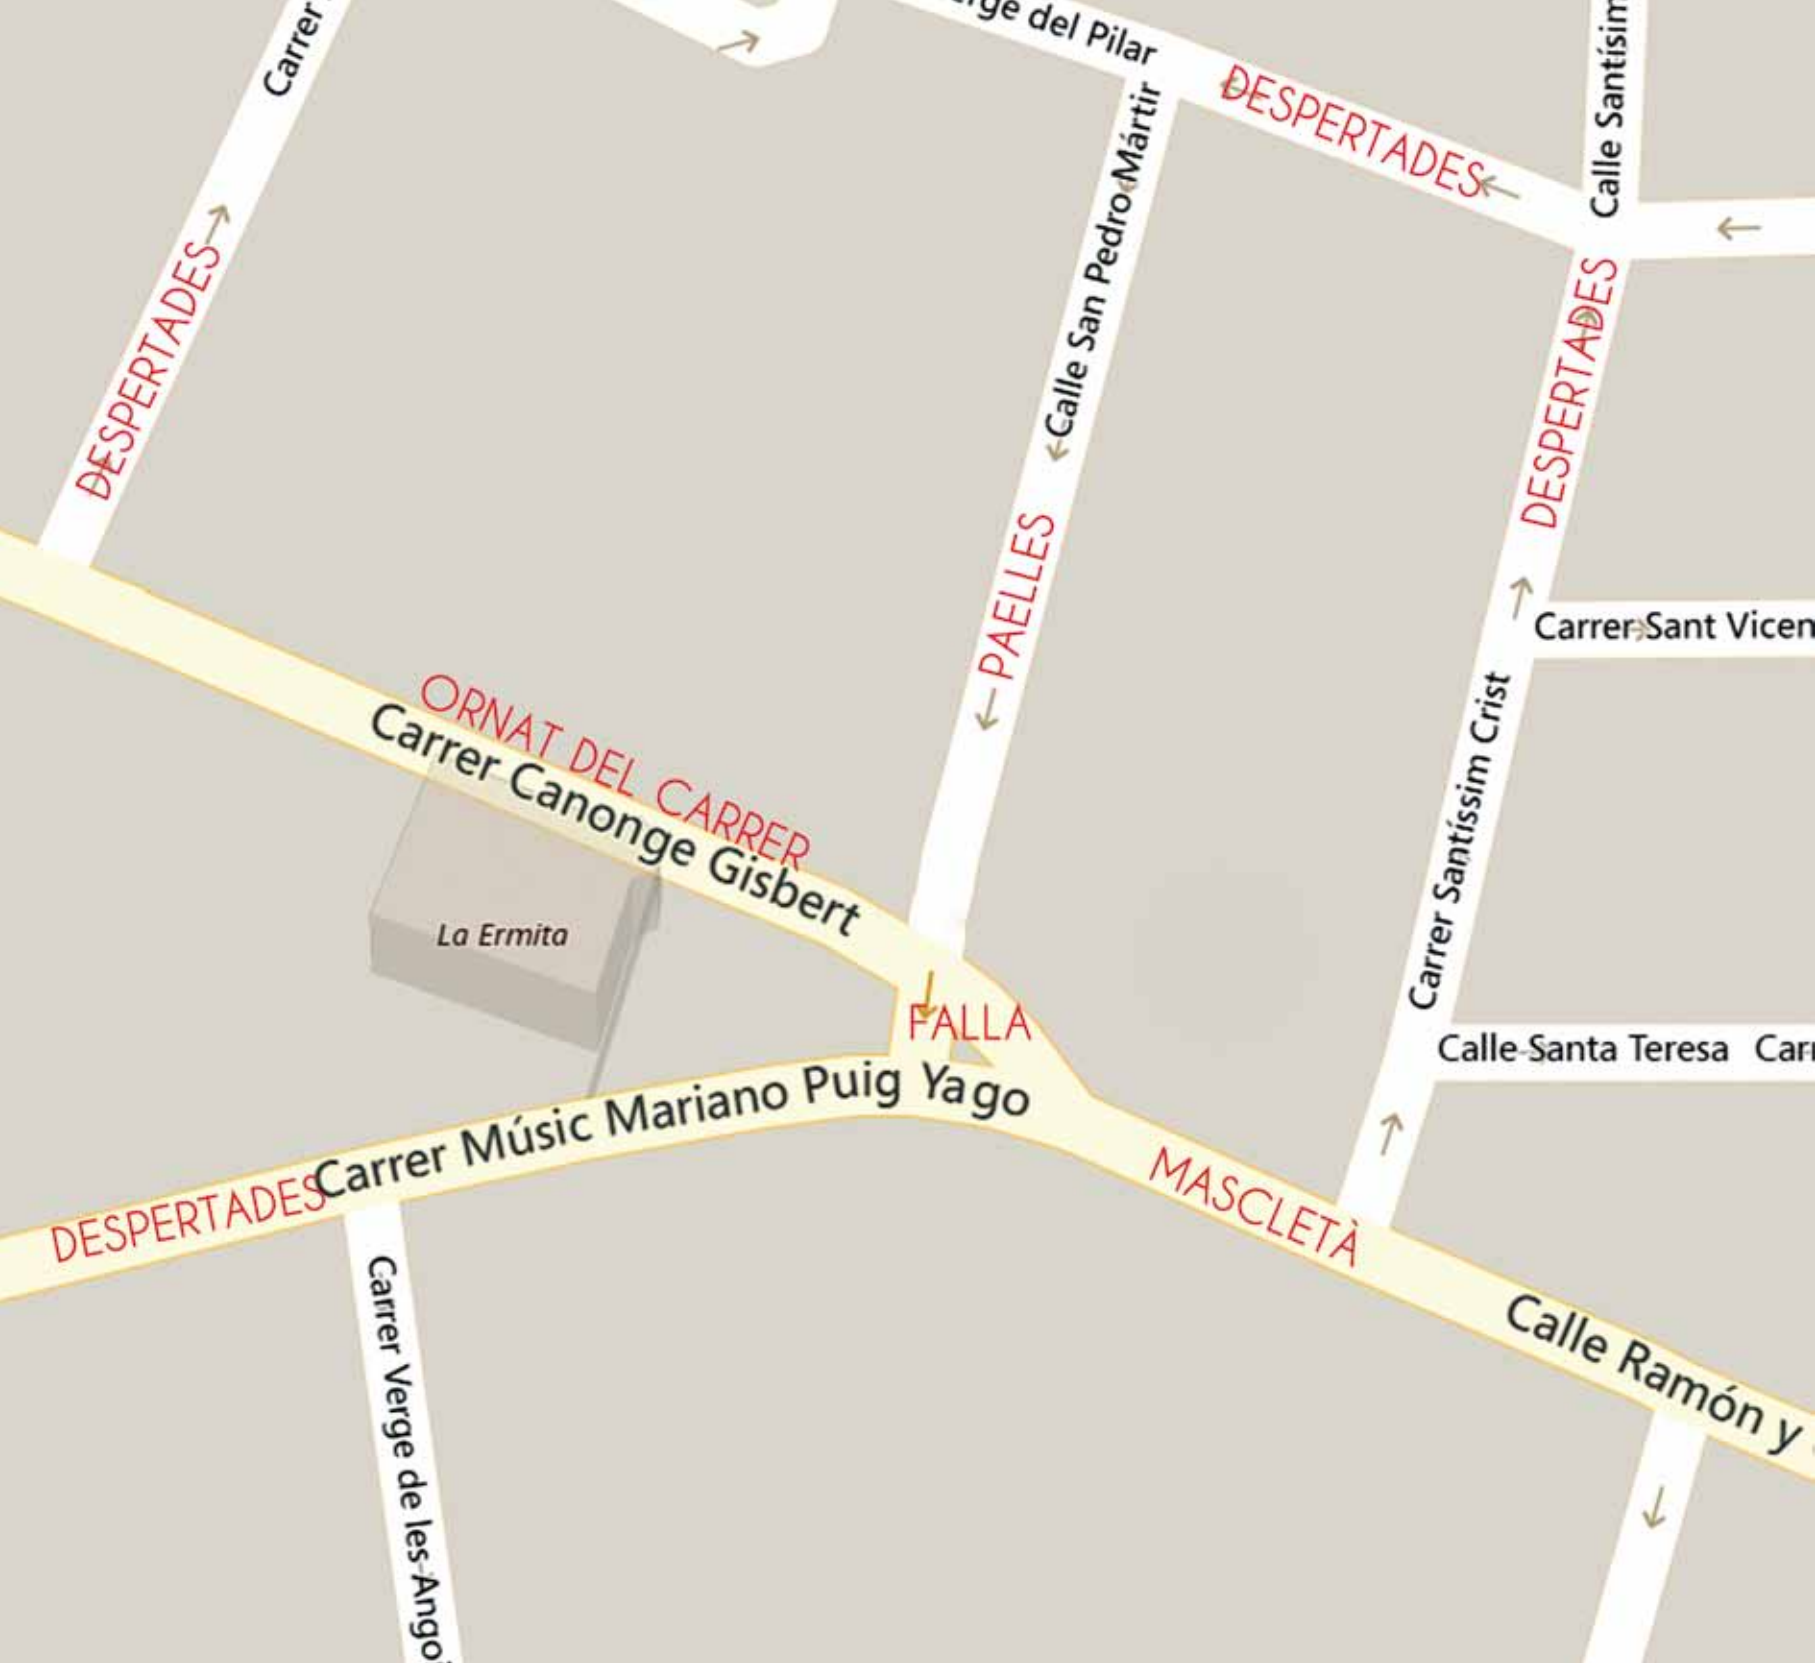 Carrer
rge del Pilar
Calle Santísim
DESPERTADES
Calle San Pedro Mártir
DESPERTADES
DESPERTADES
PAELLES
Carrer Sant Vicen
ORNAT DEL CARRER
Carrer Canonge Gisbert
Carrer Santíssim Crist
La Ermita
FALLA
Calle Santa Teresa Carr
Carrer Músic Mariano Puig Yago
DESPERTADES
MASCLETÀ
Carrer Verge de les Ango
Calle Ramón y